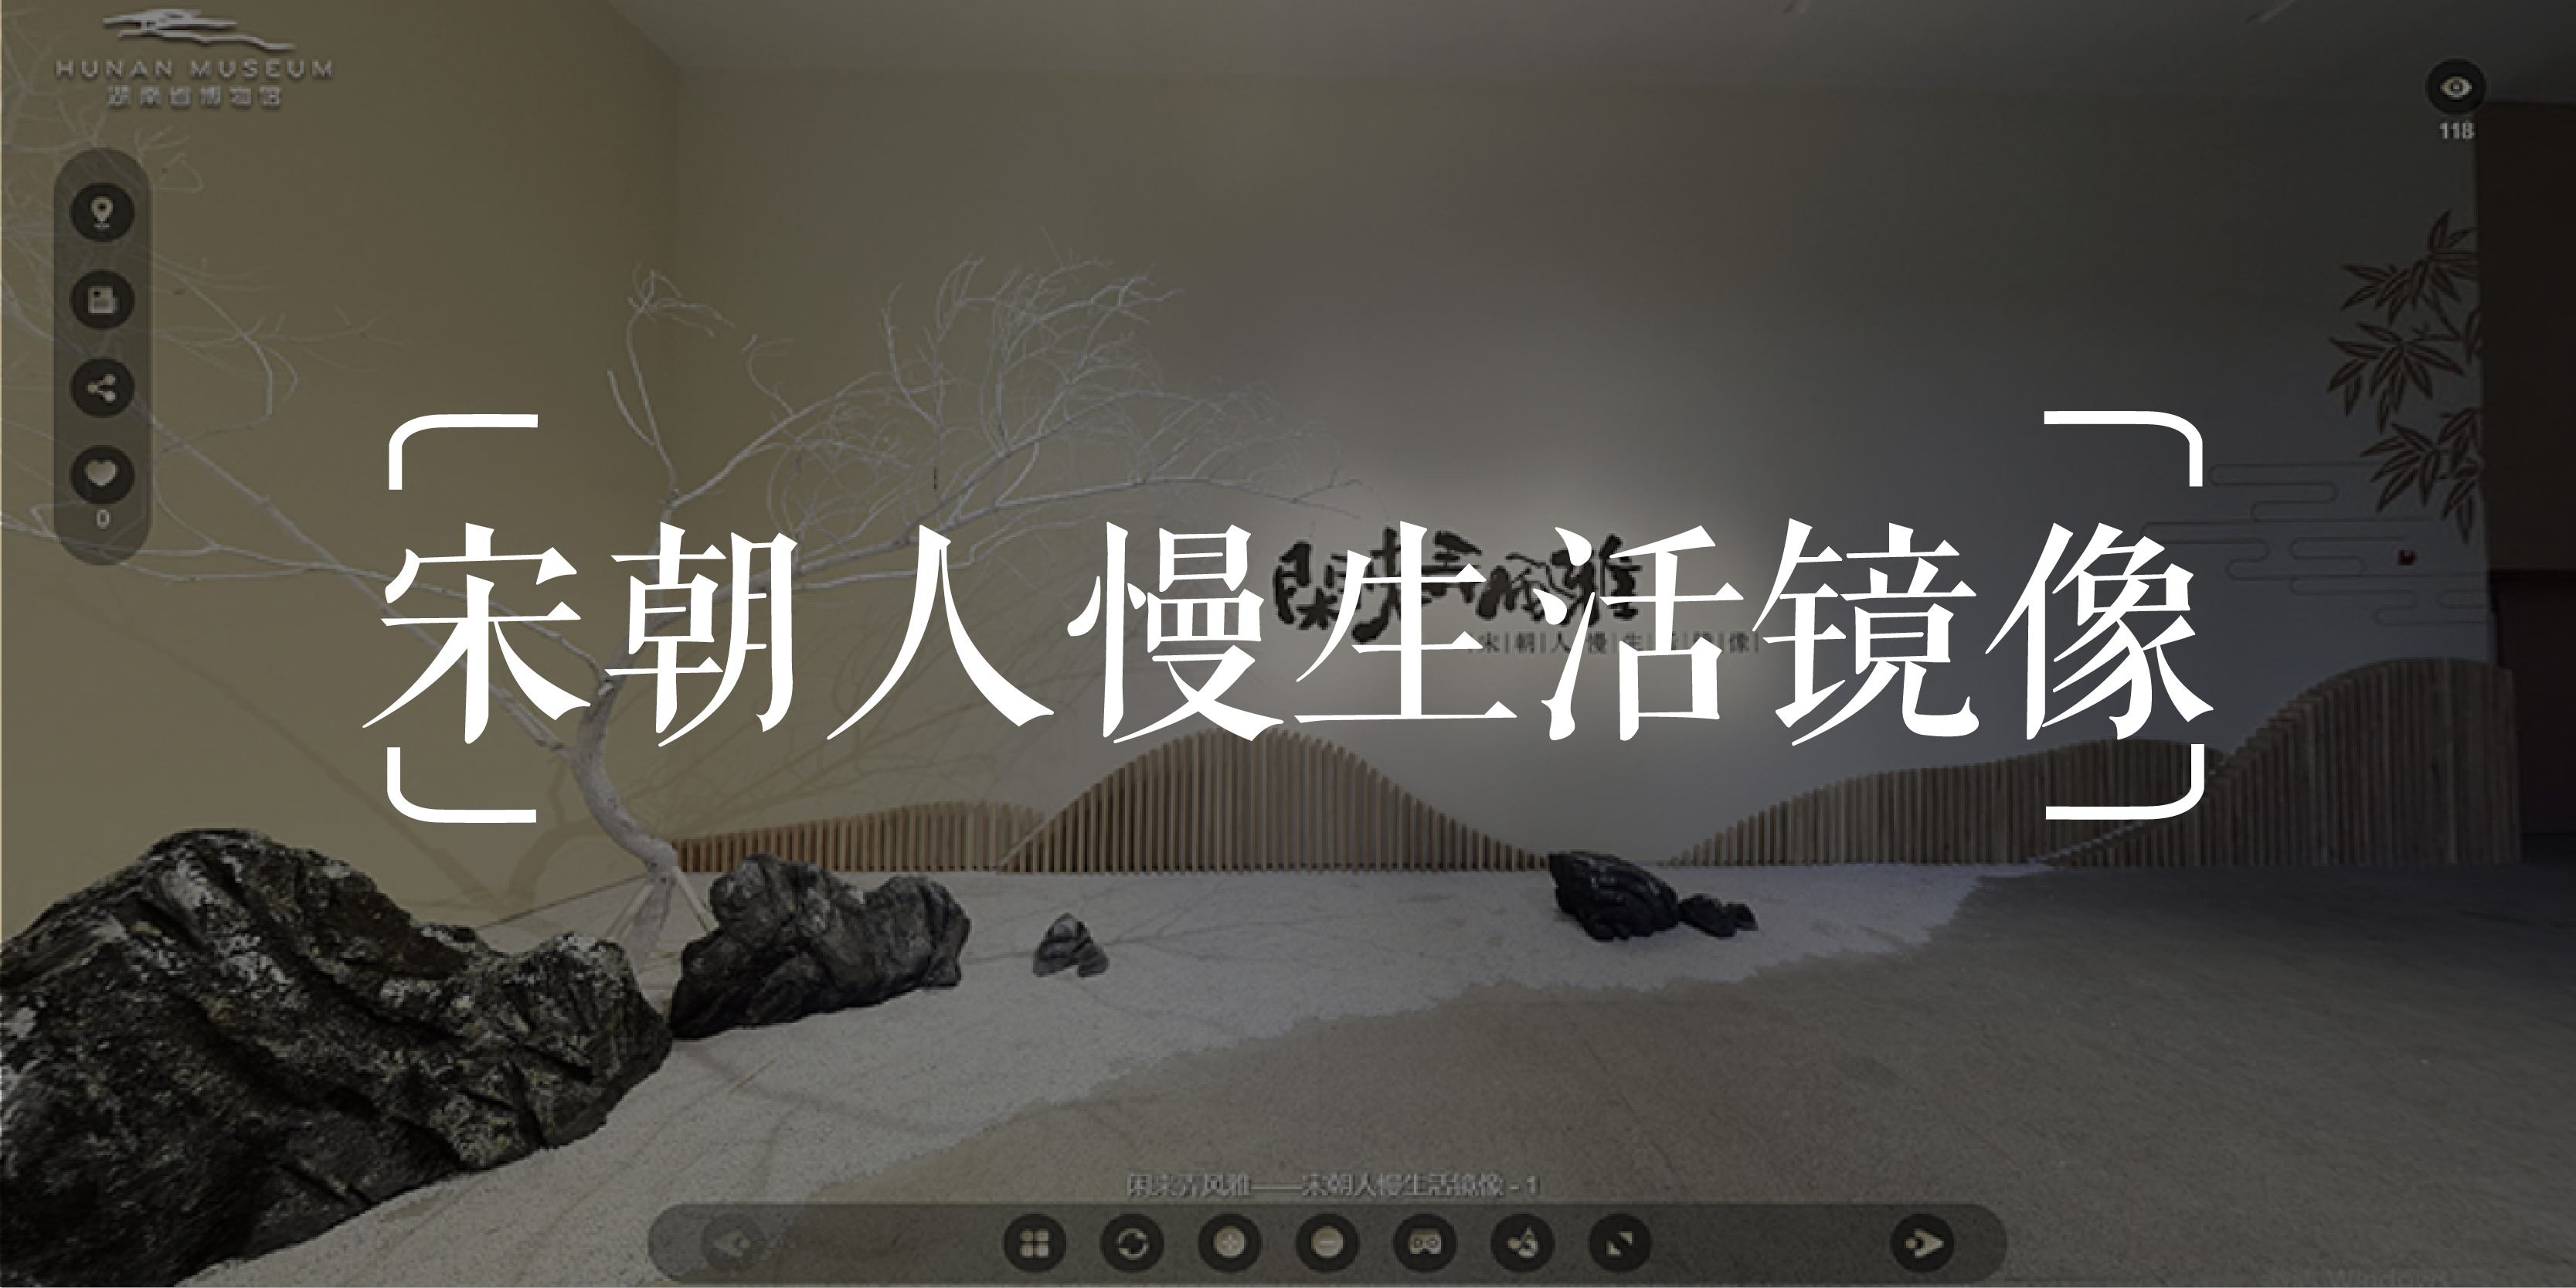 HUNAN MUSEUM
湖南省博物馆
118
0
閑来弄风雅
宋|朝|人|慢|生|活|镜|像|
宋朝人慢生活镜像
闲来弄风雅——宋朝人慢生活镜像 - 1